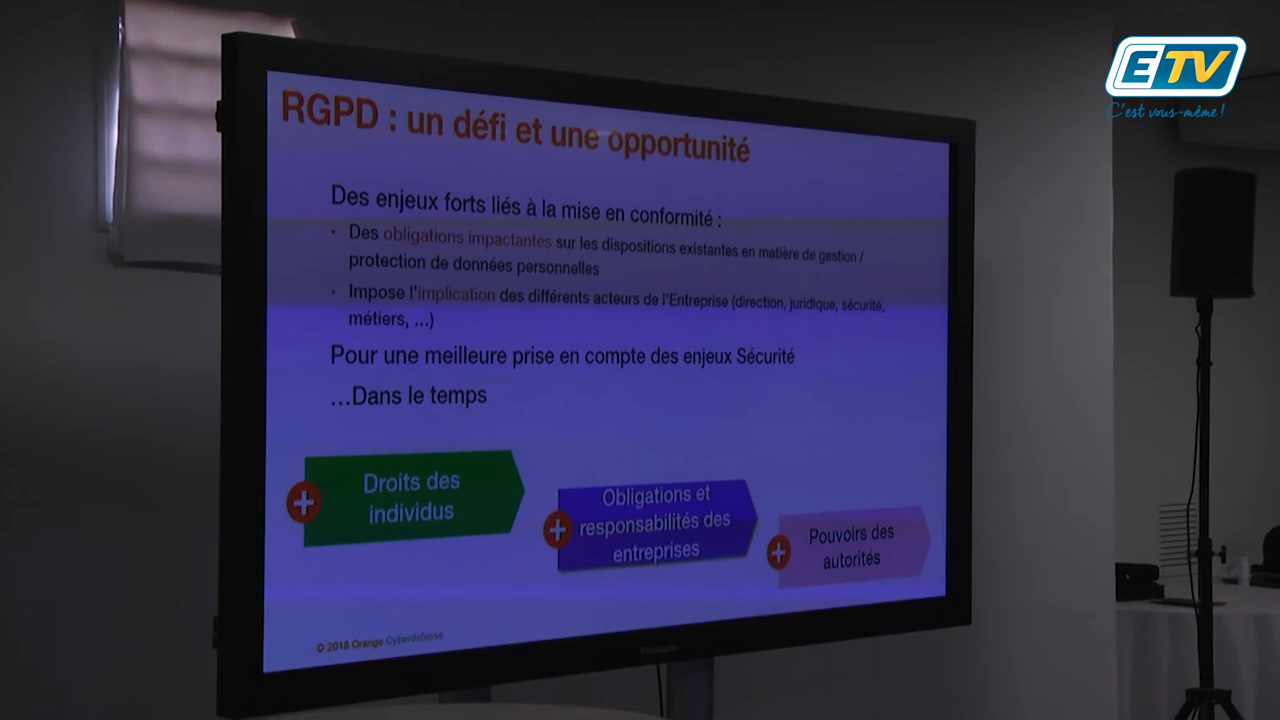 ETV
C'est vous-même !
RGPD : un défi et une opportunité
Des enjeux forts liés à la mise en conformité :
• Des obligations impactantes sur les dispositions existantes en matière de gestion /
protection de données personnelles
• Impose l'implication des différents acteurs de l'Entreprise (direction, juridique, sécurité,
métiers, ...)
Pour une meilleure prise en compte des enjeux Sécurité
...Dans le temps
+ Droits des
individus
+ Obligations et
responsabilités des
entreprises
+ Pouvoirs des
autorités
© 2018 Orange Cyberdefense
Panasonic